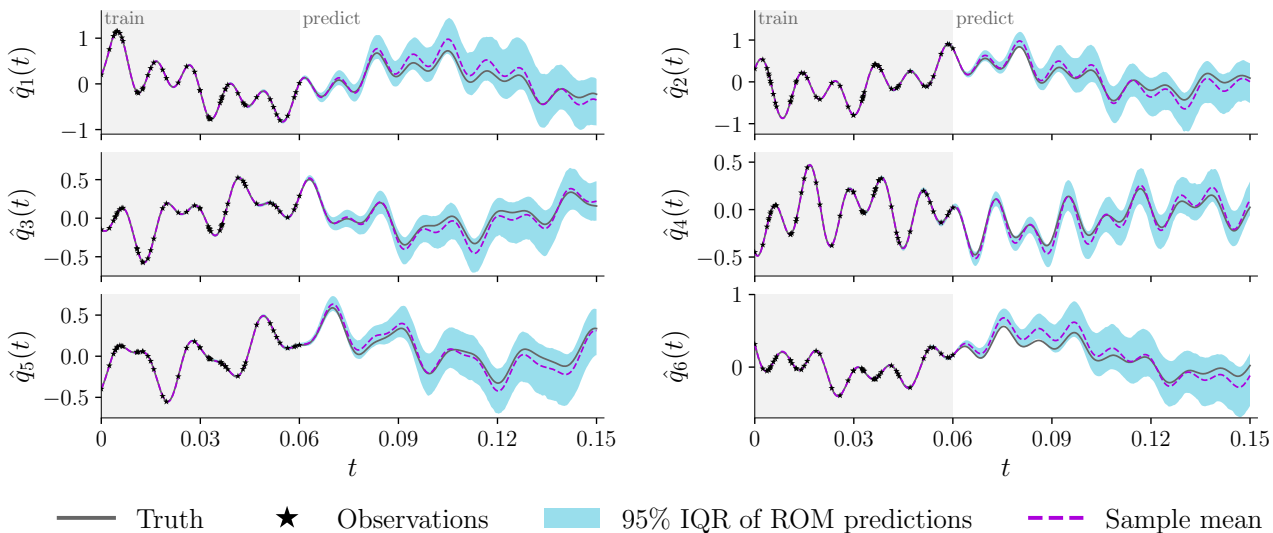 train predict
1
0
−1
q̂₁(t)
train predict
1
0
−1
q̂₂(t)
0.5
0.0
−0.5
q̂₃(t)
0.5
0.0
−0.5
q̂₄(t)
0.5
0.0
−0.5
q̂₅(t)
0 0.03 0.06 0.09 0.12 0.15
t
1
0
q̂₆(t)
0 0.03 0.06 0.09 0.12 0.15
t
Truth Observations 95% IQR of ROM predictions Sample mean